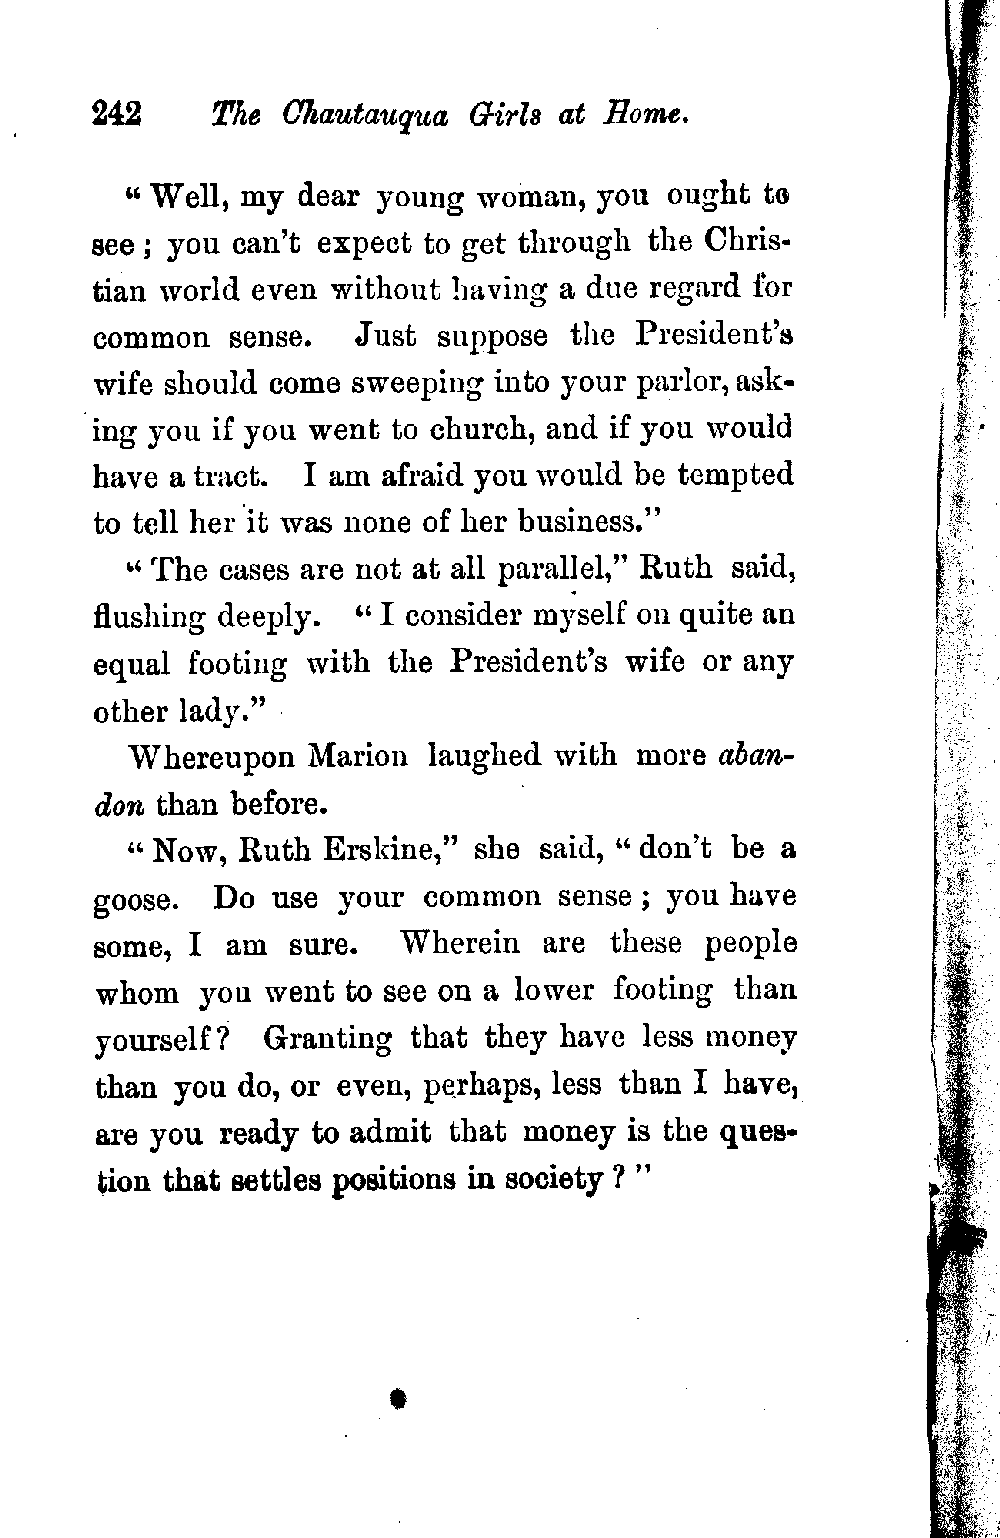 242 The Chautauqua Girls at Home.
“ Well, my dear young woman, you ought to
see ; you can’t expect to get through the Chris-
tian world even without having a due regard for
common sense. Just suppose the President’s
wife should come sweeping into your parlor, ask-
ing you if you went to church, and if you would
have a tract. I am afraid you would be tempted
to tell her it was none of her business.”
“ The cases are not at all parallel,” Ruth said,
flushing deeply. “ I consider myself on quite an
equal footing with the President’s wife or any
other lady.”
Whereupon Marion laughed with more aban-
don than before.
“ Now, Ruth Erskine,” she said, “ don’t be a
goose. Do use your common sense ; you have
some, I am sure. Wherein are these people
whom you went to see on a lower footing than
yourself? Granting that they have less money
than you do, or even, perhaps, less than I have,
are you ready to admit that money is the ques-
tion that settles positions in society ? ”